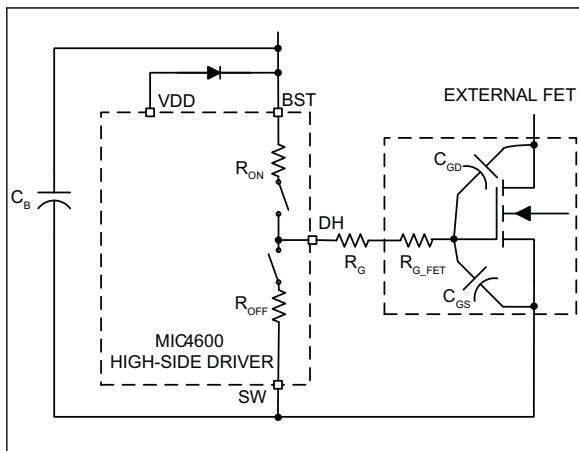 VDD
BST
EXTERNAL FET
R_ON
C_GD
C_B
DH
R_G
R_G_FET
C_GS
R_OFF
MIC4600
HIGH-SIDE DRIVER
SW